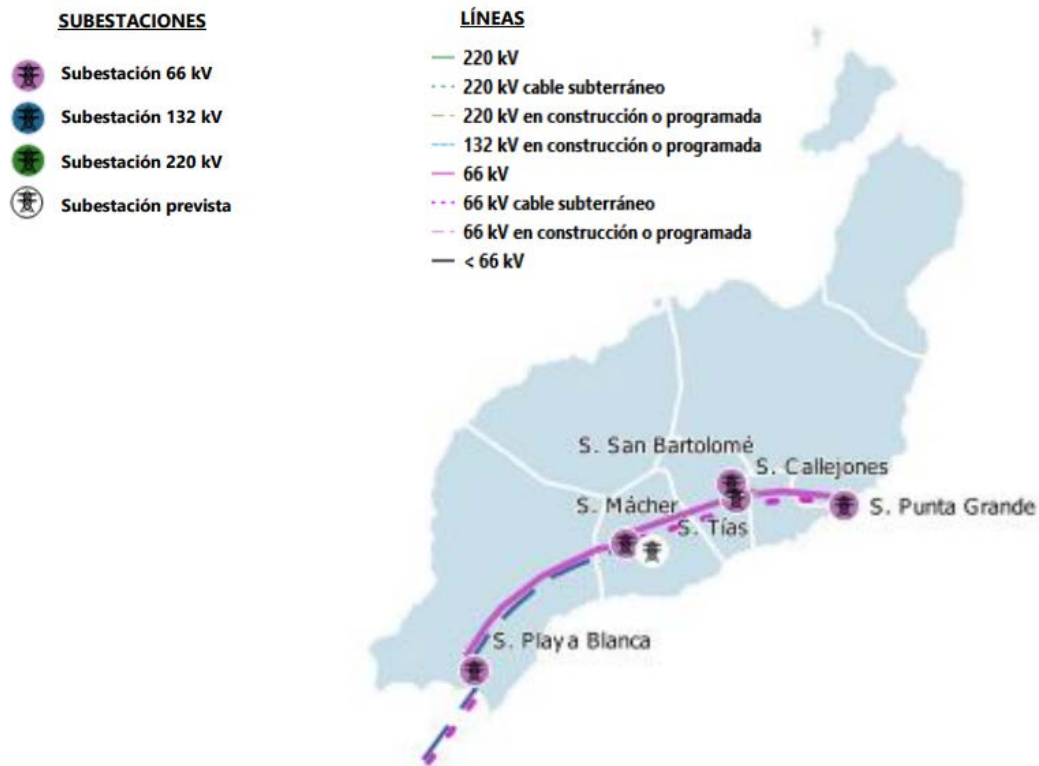 SUBESTACIONES
Subestación 66 kV
Subestación 132 kV
Subestación 220 kV
Subestación prevista
LÍNEAS
220 kV
220 kV cable subterráneo
220 kV en construcción o programada
132 kV en construcción o programada
66 kV
66 kV cable subterráneo
66 kV en construcción o programada
< 66 kV
S. San Bartolomé
S. Callejones
S. Mácher
S. Punta Grande
S. Tías
S. Playa Blanca